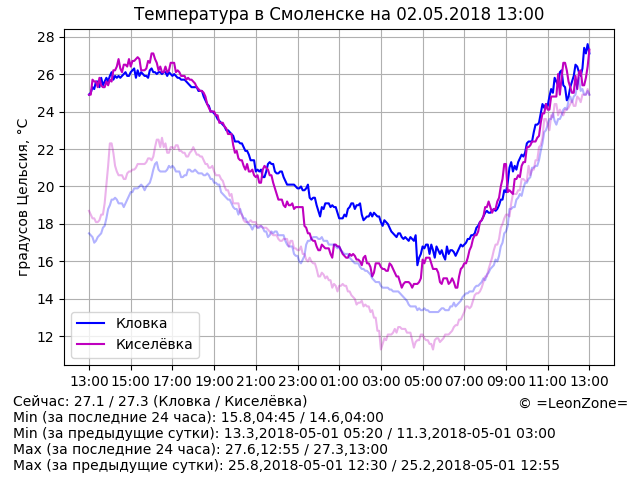 Температура в Смоленске на 02.05.2018 13:00
градусов Цельсия, °C
28
26
24
22
20
18
16
14
12
Кловка
Киселёвка
13:00 15:00 17:00 19:00 21:00 23:00 01:00 03:00 05:00 07:00 09:00 11:00 13:00
Сейчас: 27.1 / 27.3 (Кловка / Киселёвка)
© =LeonZone=
Min (за последние 24 часа): 15.8,04:45 / 14.6,04:00
Min (за предыдущие сутки): 13.3,2018-05-01 05:20 / 11.3,2018-05-01 03:00
Max (за последние 24 часа): 27.6,12:55 / 27.3,13:00
Max (за предыдущие сутки): 25.8,2018-05-01 12:30 / 25.2,2018-05-01 12:55